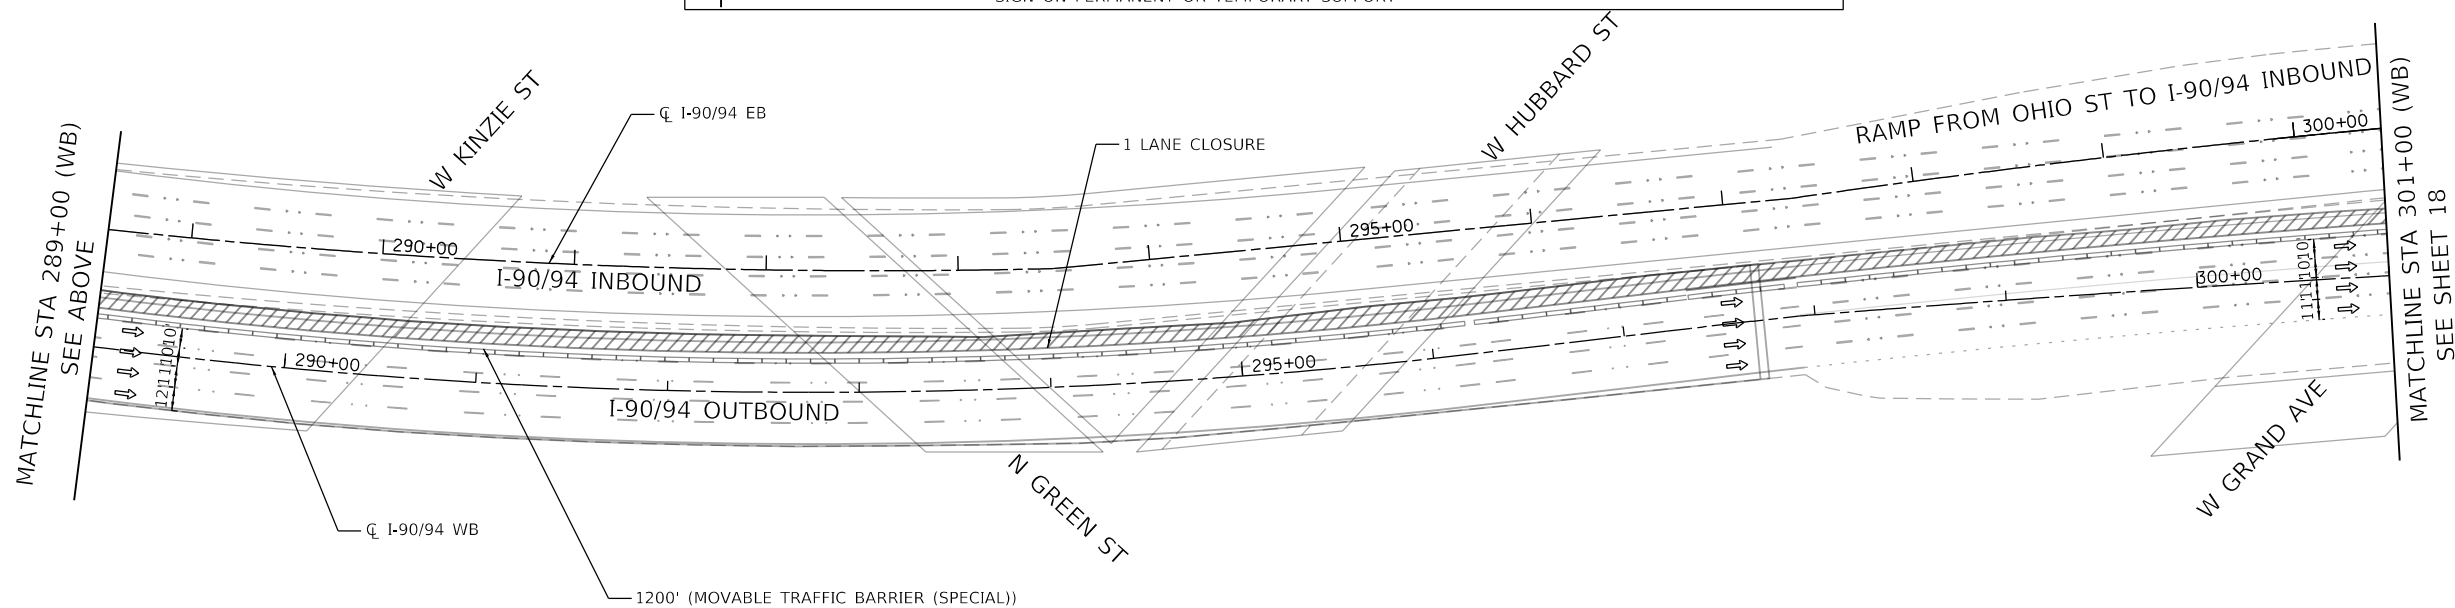 W KINZIE ST
W HUBBARD ST
℄ I-90/94 EB
1 LANE CLOSURE
RAMP FROM OHIO ST TO I-90/94 INBOUND
MATCHLINE STA 289+00 (WB)
SEE ABOVE
290+00
I-90/94 INBOUND
295+00
300+00
MATCHLINE STA 301+00 (WB)
SEE SHEET 18
290+00
I-90/94 OUTBOUND
295+00
300+00
N GREEN ST
W GRAND AVE
℄ I-90/94 WB
1200' (MOVABLE TRAFFIC BARRIER (SPECIAL))